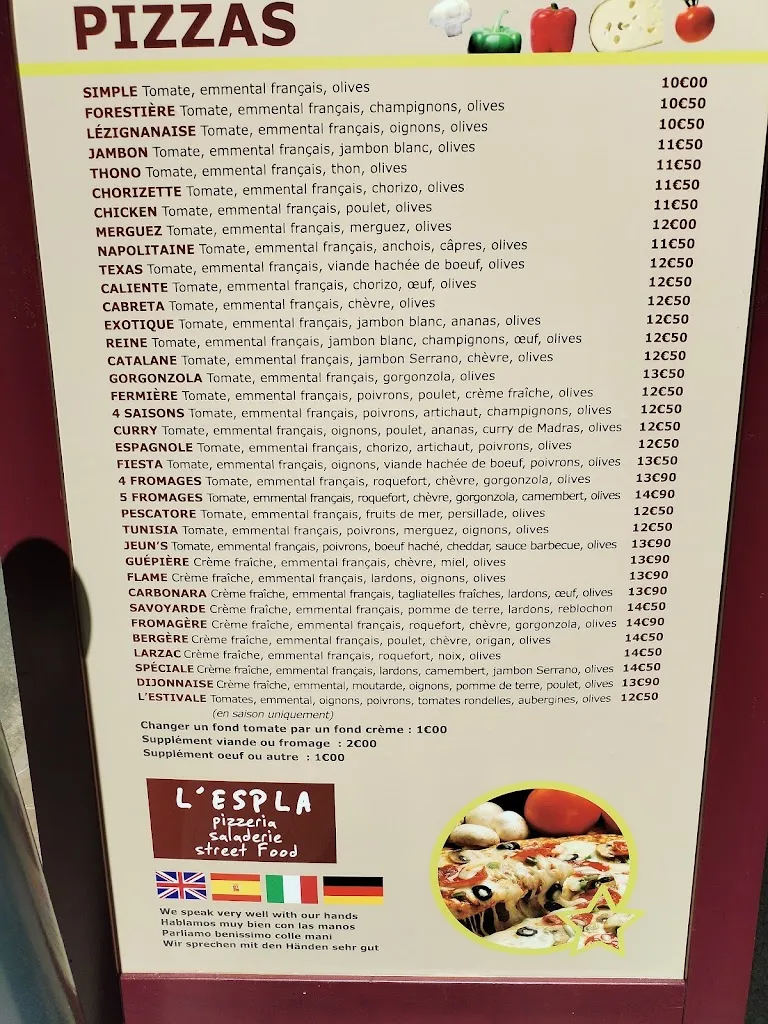 PIZZAS
SIMPLE Tomate, emmental français, olives 10€00
FORESTIÈRE Tomate, emmental français, champignons, olives 10€50
LÉZIGNANAISE Tomate, emmental français, oignons, olives 10€50
JAMBON Tomate, emmental français, jambon blanc, olives 11€50
THONO Tomate, emmental français, thon, olives 11€50
CHORIZETTE Tomate, emmental français, chorizo, olives 11€50
CHICKEN Tomate, emmental français, poulet, olives 11€50
MERGUEZ Tomate, emmental français, merguez, olives 12€00
NAPOLITAINE Tomate, emmental français, anchois, câpres, olives 11€50
TEXAS Tomate, emmental français, viande hachée de boeuf, olives 12€50
CALIENTE Tomate, emmental français, chorizo, œuf, olives 12€50
CABRETA Tomate, emmental français, chèvre, olives 12€50
EXOTIQUE Tomate, emmental français, jambon blanc, ananas, olives 12€50
REINE Tomate, emmental français, jambon blanc, champignons, œuf, olives 12€50
CATALANE Tomate, emmental français, jambon Serrano, chèvre, olives 12€50
GORGONZOLA Tomate, emmental français, gorgonzola, olives 13€50
FERMIÈRE Tomate, emmental français, poivrons, poulet, crème fraîche, olives 12€50
4 SAISONS Tomate, emmental français, poivrons, artichaut, champignons, olives 12€50
CURRY Tomate, emmental français, oignons, poulet, ananas, curry de Madras, olives 12€50
ESPAGNOLE Tomate, emmental français, chorizo, artichaut, poivrons, olives 12€50
FIESTA Tomate, emmental français, oignons, viande hachée de boeuf, poivrons, olives 13€50
4 FROMAGES Tomate, emmental français, roquefort, chèvre, gorgonzola, olives 13€90
5 FROMAGES Tomate, emmental français, roquefort, chèvre, gorgonzola, camembert, olives 14€90
PESCATORE Tomate, emmental français, fruits de mer, persillade, olives 12€50
TUNISIA Tomate, emmental français, poivrons, merguez, oignons, olives 12€50
JEUN'S Tomate, emmental français, poivrons, boeuf haché, cheddar, sauce barbecue, olives 13€90
GUÉPIÈRE Crème fraîche, emmental français, chèvre, miel, olives 13€90
FLAME Crème fraîche, emmental français, lardons, oignons, olives 13€90
CARBONARA Crème fraîche, emmental français, tagliatelles fraîches, lardons, œuf, olives 13€90
SAVOYARDE Crème fraîche, emmental français, pomme de terre, lardons, reblochon 14€50
FROMAGÈRE Crème fraîche, emmental français, roquefort, chèvre, gorgonzola, olives 14€90
BERGÈRE Crème fraîche, emmental français, poulet, chèvre, origan, olives 14€50
LARZAC Crème fraîche, emmental français, roquefort, noix, olives 14€50
SPÉCIALE Crème fraîche, emmental français, lardons, camembert, jambon Serrano, olives 14€50
DIJONNAISE Crème fraîche, emmental, moutarde, oignons, pomme de terre, poulet, olives 13€90
L'ESTIVALE Tomates, emmental, oignons, poivrons, tomates rondelles, aubergines, olives 12€50
(en saison uniquement)
Changer un fond tomate par un fond crème : 1€00
Supplément viande ou fromage : 2€00
Supplément oeuf ou autre : 1€00
L'ESPLA
pizzeria
saladerie
street Food
We speak very well with our hands
Hablamos muy bien con las manos
Parliamo benissimo colle mani
Wir sprechen mit den Händen sehr gut